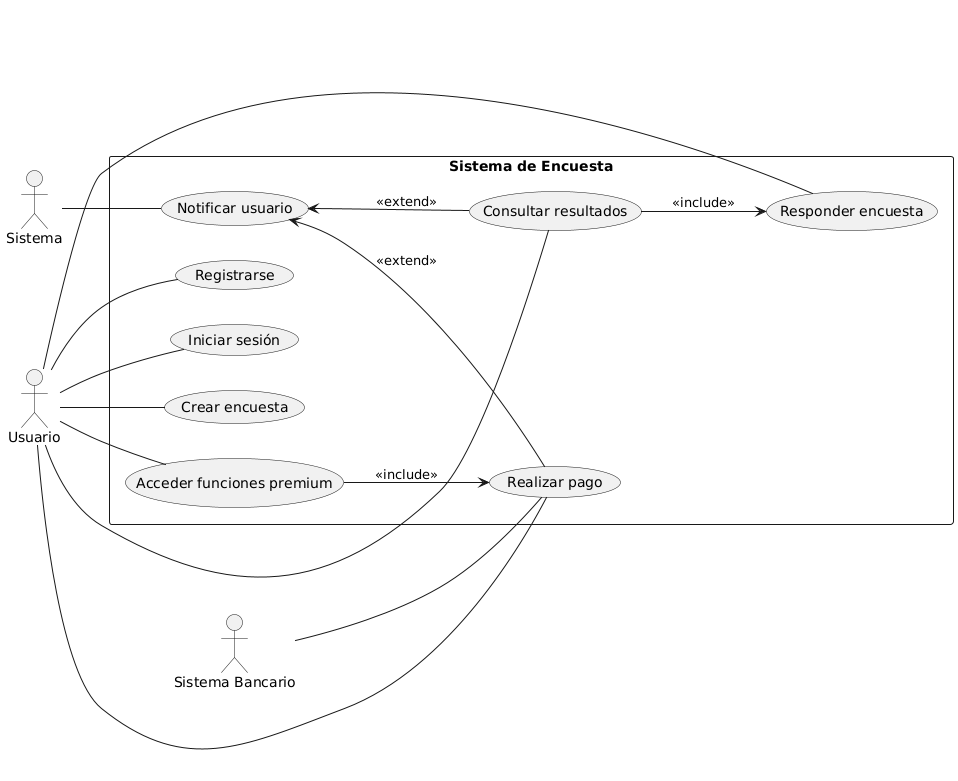 Sistema de Encuesta
Sistema
Notificar usuario
«extend»
Consultar resultados
«include»
Responder encuesta
«extend»
Registrarse
Iniciar sesión
Usuario
Crear encuesta
Acceder funciones premium
«include»
Realizar pago
Sistema Bancario